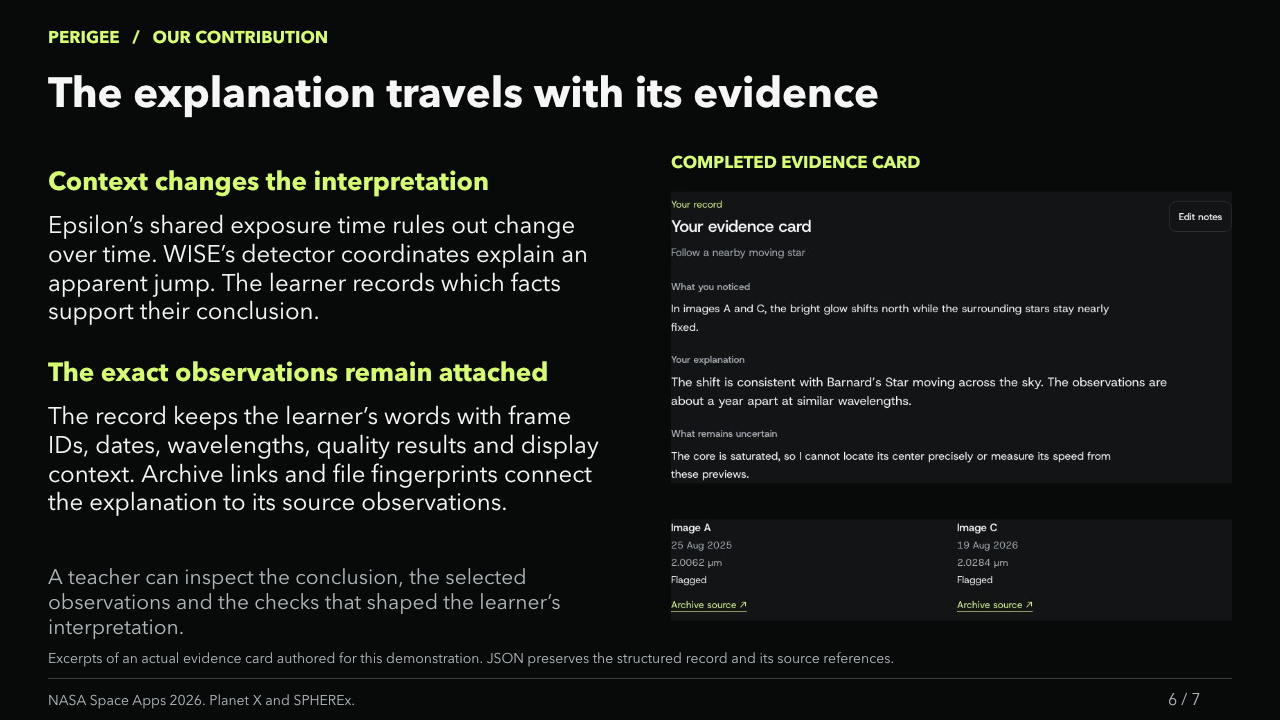 PERIGEE / OUR CONTRIBUTION
The explanation travels with its evidence
Context changes the interpretation
Epsilon’s shared exposure time rules out change
over time. WISE’s detector coordinates explain an
apparent jump. The learner records which facts
support their conclusion.
The exact observations remain attached
The record keeps the learner’s words with frame
IDs, dates, wavelengths, quality results and display
context. Archive links and file fingerprints connect
the explanation to its source observations.
A teacher can inspect the conclusion, the selected
observations and the checks that shaped the learner’s
interpretation.
COMPLETED EVIDENCE CARD
Your record
Your evidence card
Edit notes
Follow a nearby moving star
What you noticed
In images A and C, the bright glow shifts north while the surrounding stars stay nearly
fixed.
Your explanation
The shift is consistent with Barnard’s Star moving across the sky. The observations are
about a year apart at similar wavelengths.
What remains uncertain
The core is saturated, so I cannot locate its center precisely or measure its speed from
these previews.
Image A
25 Aug 2025
2.0062 µm
Flagged
Archive source ↗
Image C
19 Aug 2026
2.0284 µm
Flagged
Archive source ↗
Excerpts of an actual evidence card authored for this demonstration. JSON preserves the structured record and its source references.
NASA Space Apps 2026. Planet X and SPHEREx.
6 / 7